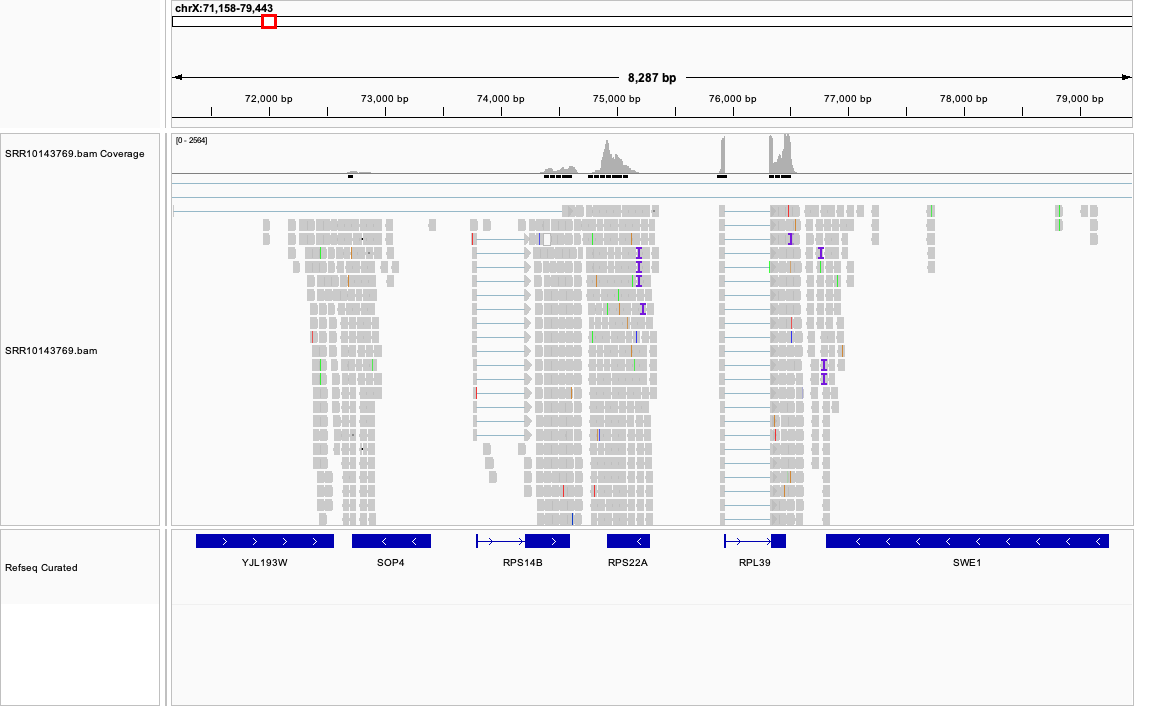 chrX:71,158-79,443
8,287 bp
72,000 bp 73,000 bp 74,000 bp 75,000 bp 76,000 bp 77,000 bp 78,000 bp 79,000 bp
[0 - 2564]
SRR10143769.bam Coverage
SRR10143769.bam
Refseq Curated
YJL193W SOP4 RPS14B RPS22A RPL39 SWE1